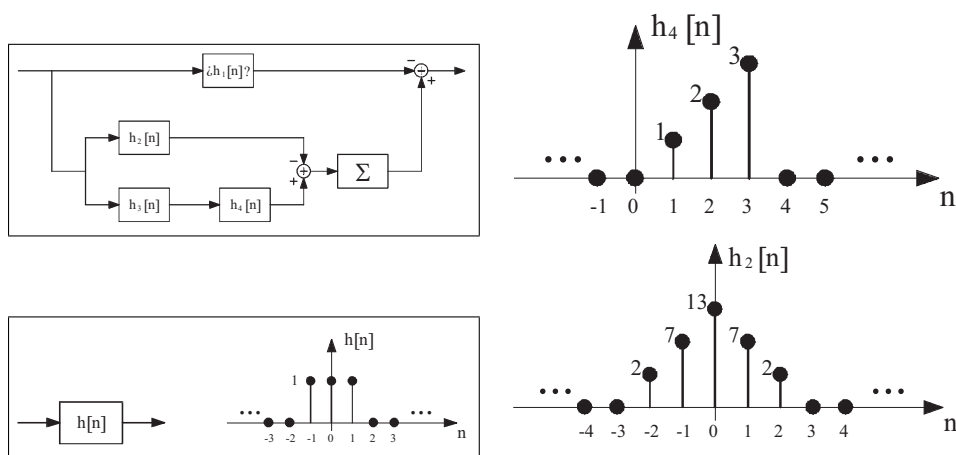 ¿h₁[n]?
−
−
+
h₂[n]
−
+
+
Σ
h₃[n]
h₄[n]
h₄[n]
3
2
1
•••
•••
-1 0 1 2 3 4 5
n
h[n]
h[n]
1
•••
•••
-3 -2 -1 0 1 2 3
n
h₂[n]
13
7
7
2
2
•••
•••
-4 -3 -2 -1 0 1 2 3 4
n